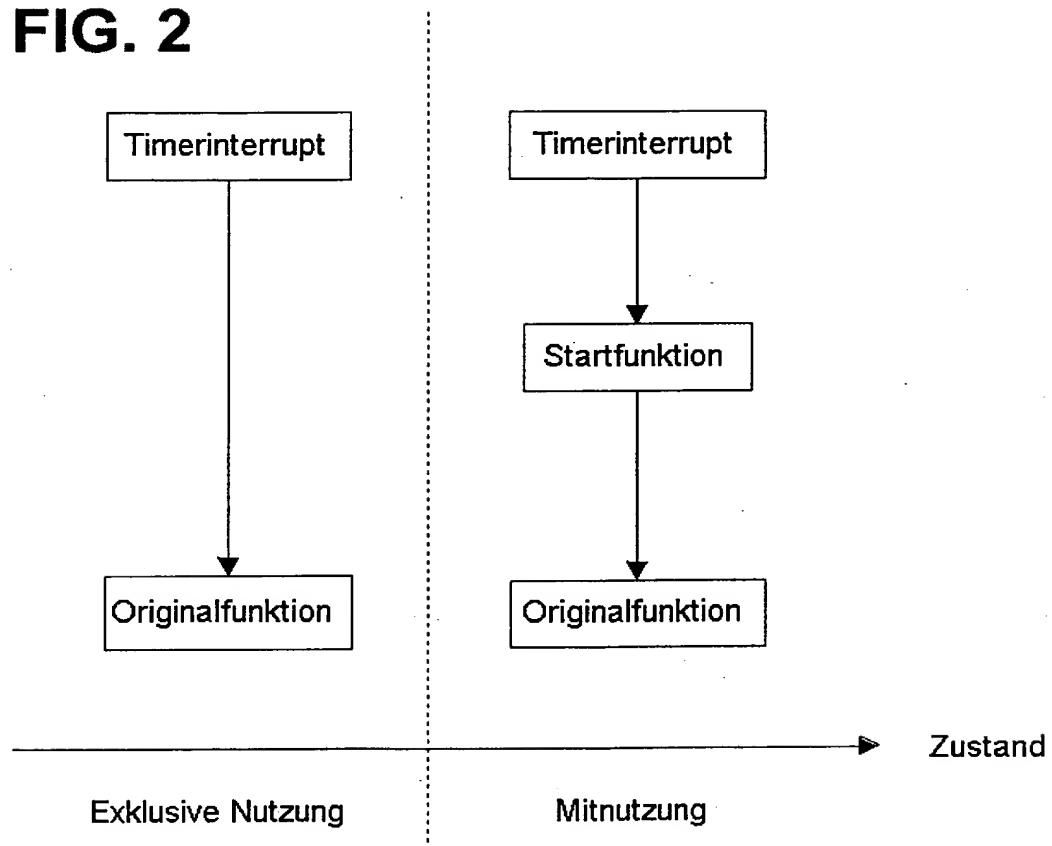 FIG. 2
Timerinterrupt
Timerinterrupt
Startfunktion
Originalfunktion
Originalfunktion
Zustand
Exklusive Nutzung
Mitnutzung